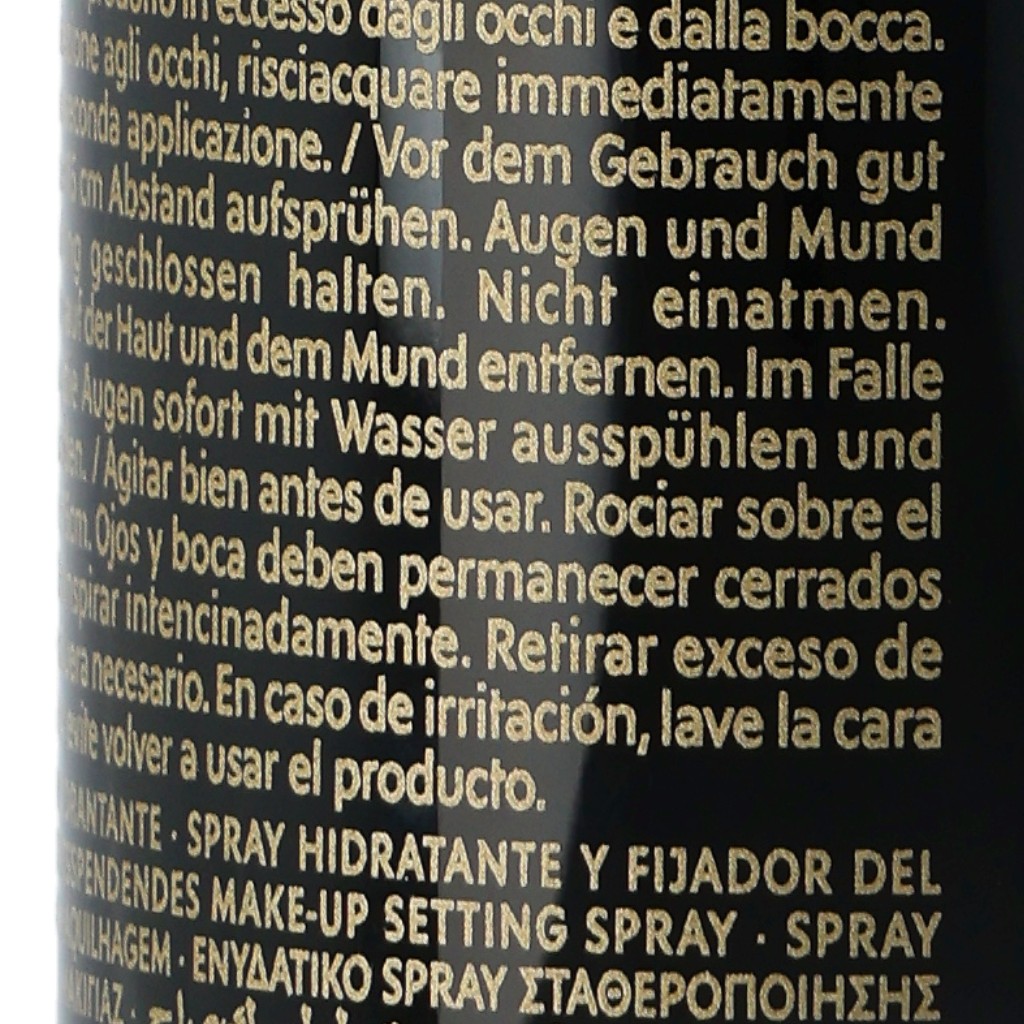 in eccesso dagli occhi e dalla bocca.
agli occhi, risciacquare immediatamente
applicazione. / Vor dem Gebrauch gut
cm Abstand aufsprühen. Augen und Mund
geschlossen halten. Nicht einatmen.
der Haut und dem Mund entfernen. Im Falle
Augen sofort mit Wasser ausspühlen und
/ Agitar bien antes de usar. Rociar sobre el
cm. Ojos y boca deben permanecer cerrados
intencinadamente. Retirar exceso de
necesario. En caso de irritación, lave la cara
volver a usar el producto.
· SPRAY HIDRATANTE Y FIJADOR DEL
MAKE-UP SETTING SPRAY · SPRAY
· ΕΝΥΔΑΤΙΚΟ SPRAY ΣΤΑΘΕΡΟΠΟΙΗΣΗΣ